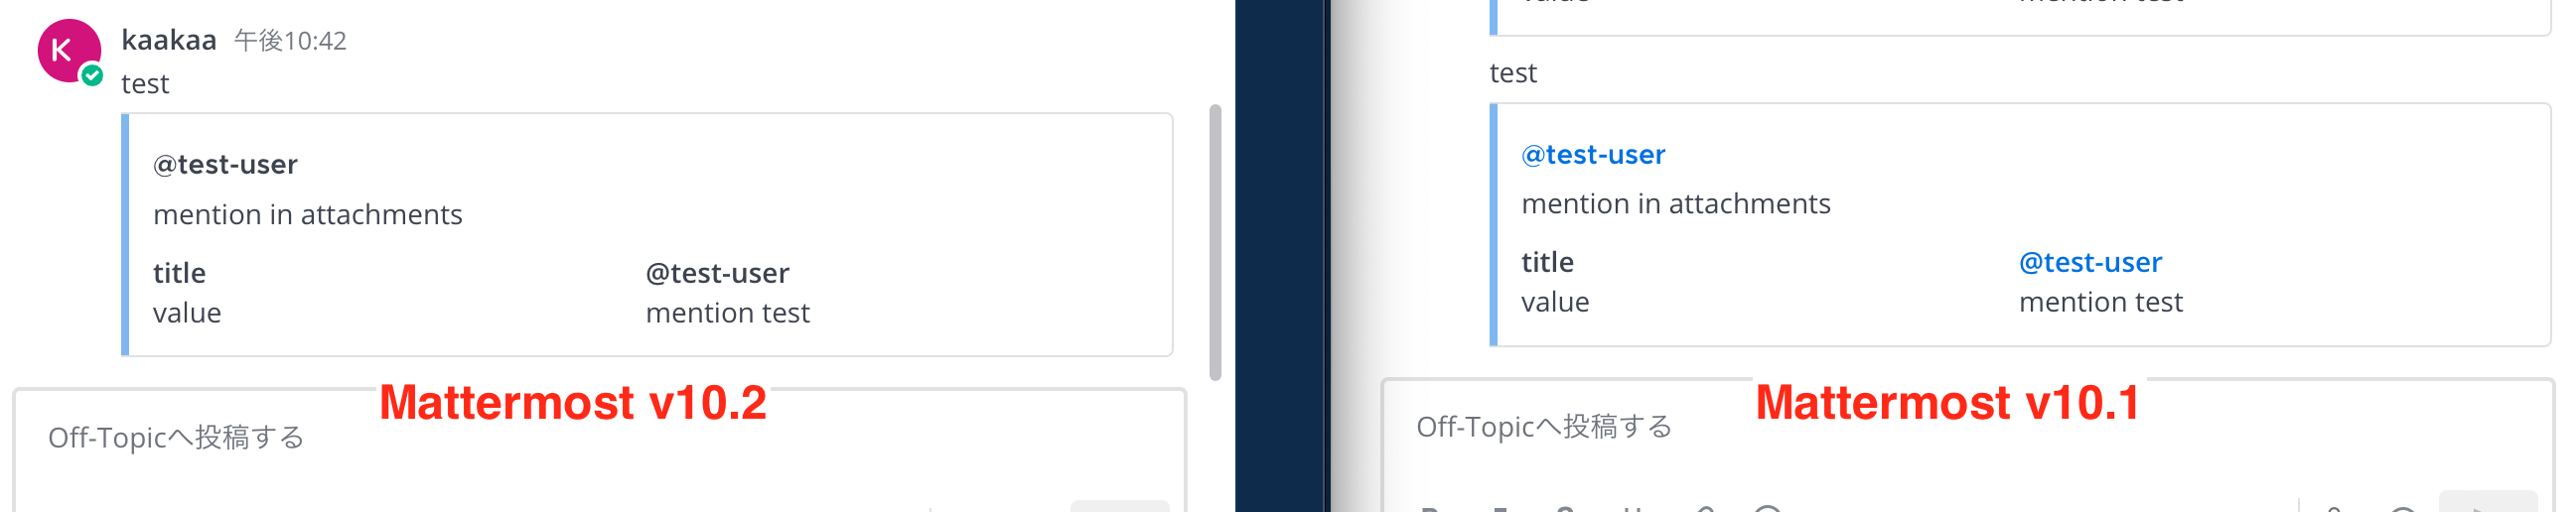 K
kaakaa 午後10:42
test
@test-user
mention in attachments
title @test-user
value mention test
Mattermost v10.2
Off-Topicへ投稿する
value mention test
test
@test-user
mention in attachments
title @test-user
value mention test
Mattermost v10.1
Off-Topicへ投稿する